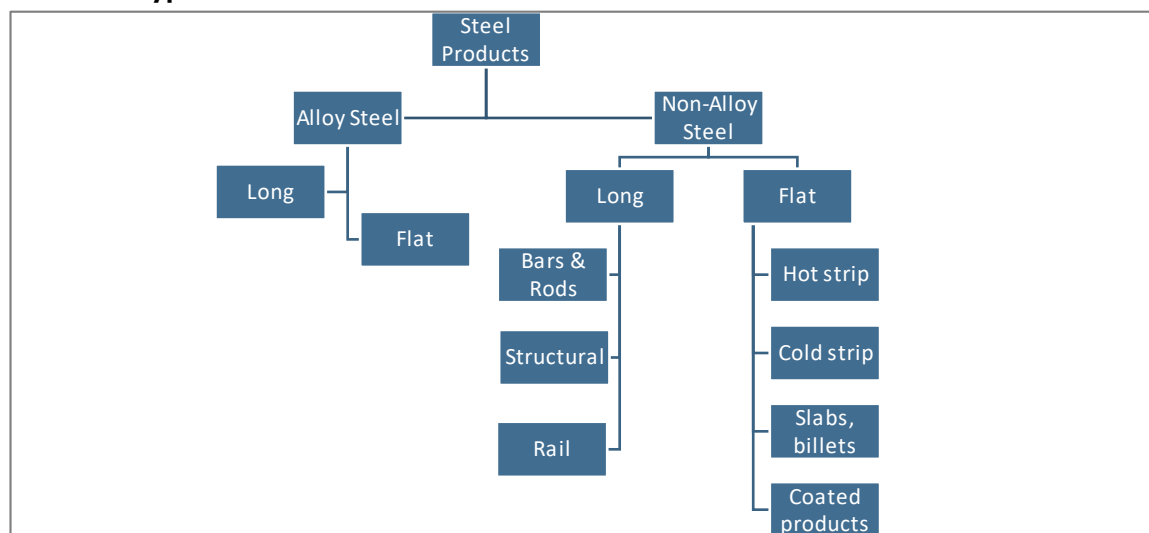 Steel
Products
Alloy Steel
Non-Alloy
Steel
Long
Flat
Long
Flat
Bars &
Rods
Structural
Rail
Hot strip
Cold strip
Slabs,
billets
Coated
products